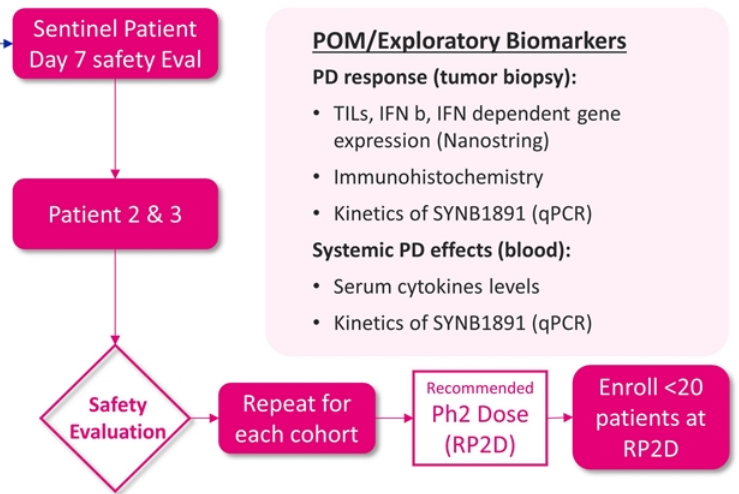 Sentinel Patient
Day 7 safety Eval
Patient 2 & 3
Safety
Evaluation
Repeat for
each cohort
Recommended
Ph2 Dose
(RP2D)
Enroll <20
patients at
RP2D
POM/Exploratory Biomarkers
PD response (tumor biopsy):
• TILs, IFN b, IFN dependent gene
expression (Nanostring)
• Immunohistochemistry
• Kinetics of SYNB1891 (qPCR)
Systemic PD effects (blood):
• Serum cytokines levels
• Kinetics of SYNB1891 (qPCR)